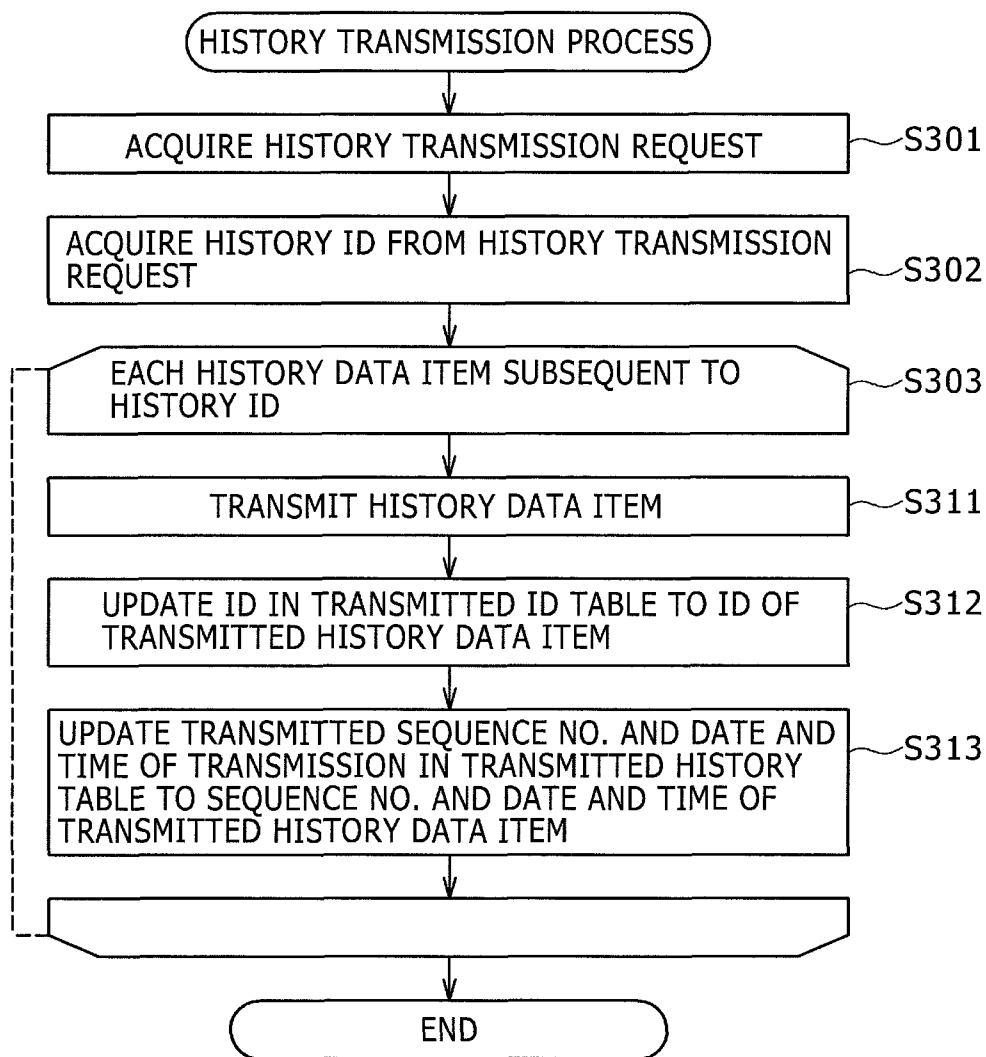 HISTORY TRANSMISSION PROCESS
ACQUIRE HISTORY TRANSMISSION REQUEST
S301
ACQUIRE HISTORY ID FROM HISTORY TRANSMISSION
REQUEST
S302
EACH HISTORY DATA ITEM SUBSEQUENT TO
HISTORY ID
S303
TRANSMIT HISTORY DATA ITEM
S311
UPDATE ID IN TRANSMITTED ID TABLE TO ID OF
TRANSMITTED HISTORY DATA ITEM
S312
UPDATE TRANSMITTED SEQUENCE NO. AND DATE AND
TIME OF TRANSMISSION IN TRANSMITTED HISTORY
TABLE TO SEQUENCE NO. AND DATE AND TIME OF
TRANSMITTED HISTORY DATA ITEM
S313
END